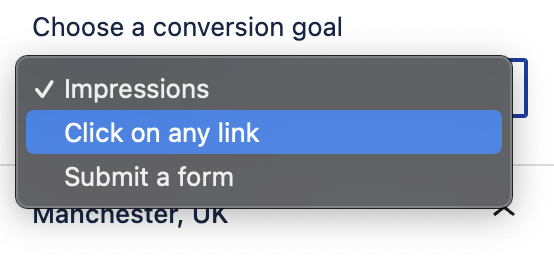 Choose a conversion goal
✓ Impressions
Click on any link
Submit a form
Manchester, UK